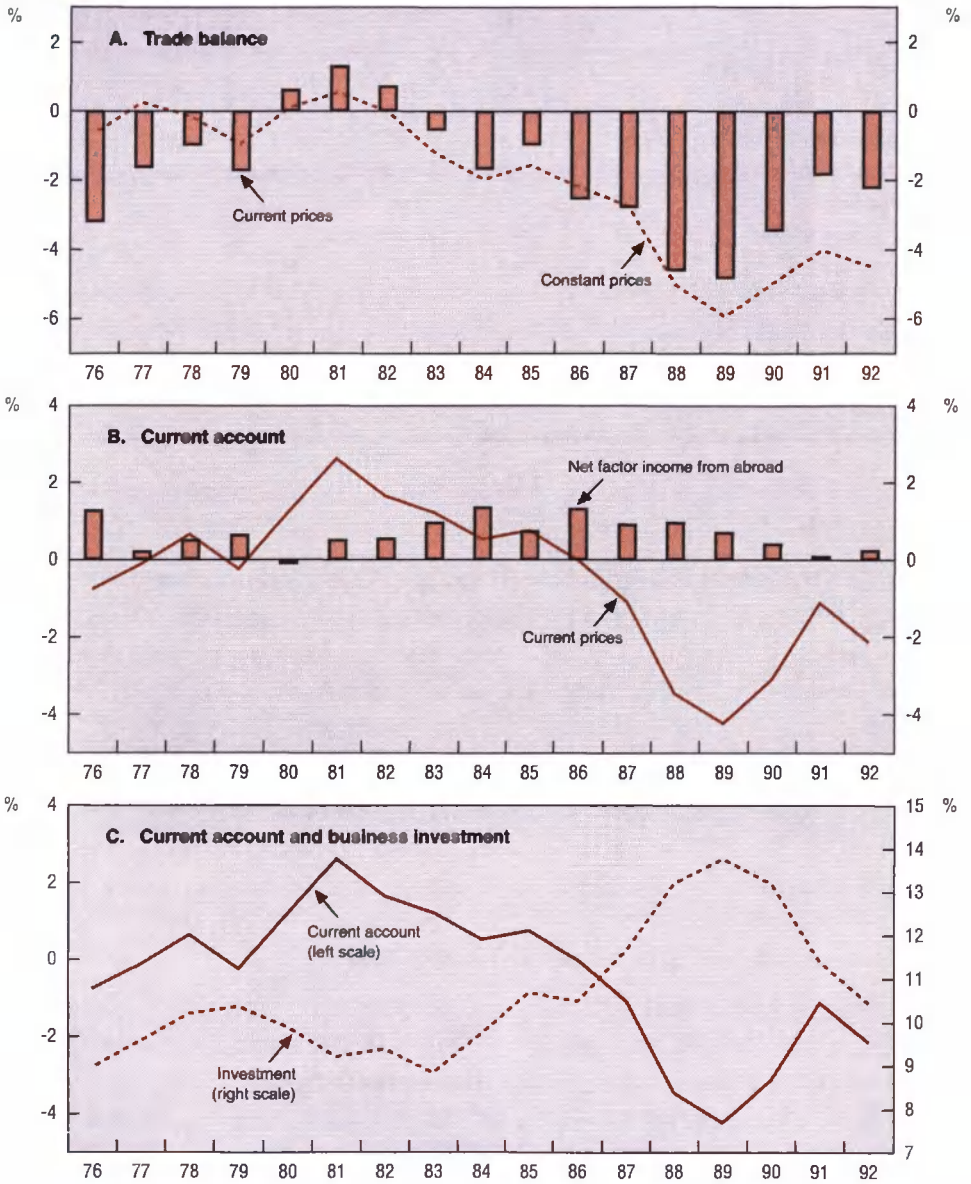 % %
A. Trade balance
2 2
0 0
-2 -2
Current prices
-4 -4
Constant prices
-6 -6
76 77 78 79 80 81 82 83 84 85 86 87 88 89 90 91 92
% %
4 4
B. Current account
Net factor income from abroad
2 2
0 0
Current prices
-2 -2
-4 -4
76 77 78 79 80 81 82 83 84 85 86 87 88 89 90 91 92
% %
4 15
C. Current account and business investment
14
2 13
Current account
(left scale)
12
0
11
-2 10
Investment
(right scale)
9
-4 8
7
76 77 78 79 80 81 82 83 84 85 86 87 88 89 90 91 92